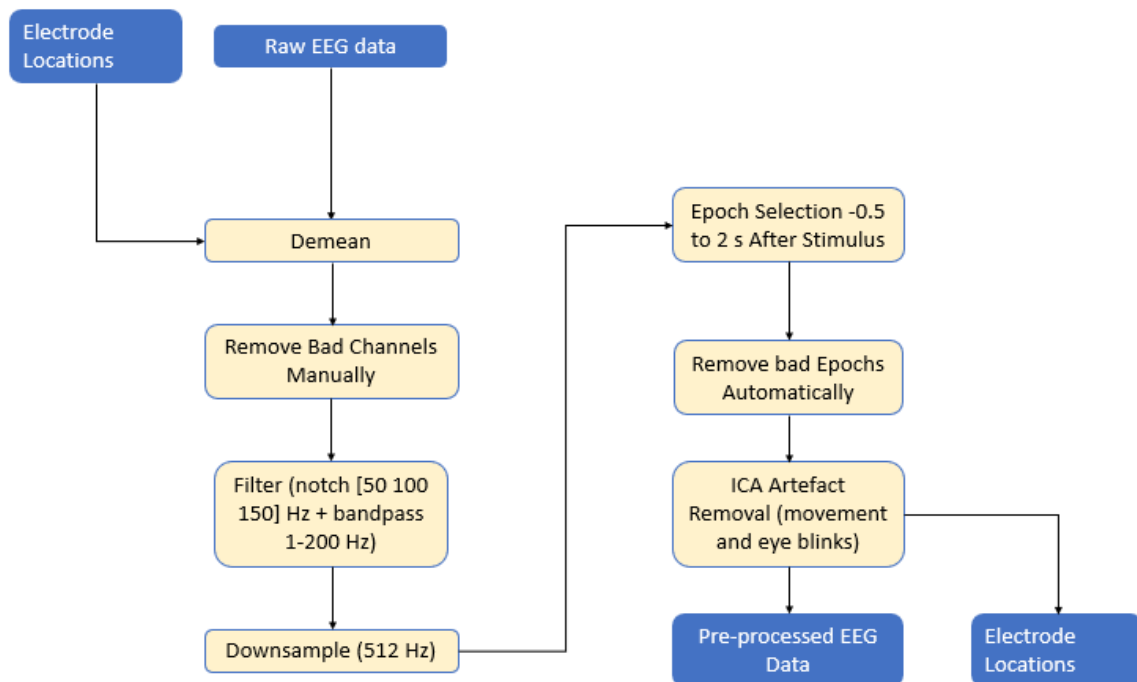 Electrode
Locations
Raw EEG data
Demean
Remove Bad Channels
Manually
Filter (notch [50 100
150] Hz + bandpass
1-200 Hz)
Downsample (512 Hz)
Epoch Selection -0.5
to 2 s After Stimulus
Remove bad Epochs
Automatically
ICA Artefact
Removal (movement
and eye blinks)
Pre-processed EEG
Data
Electrode
Locations